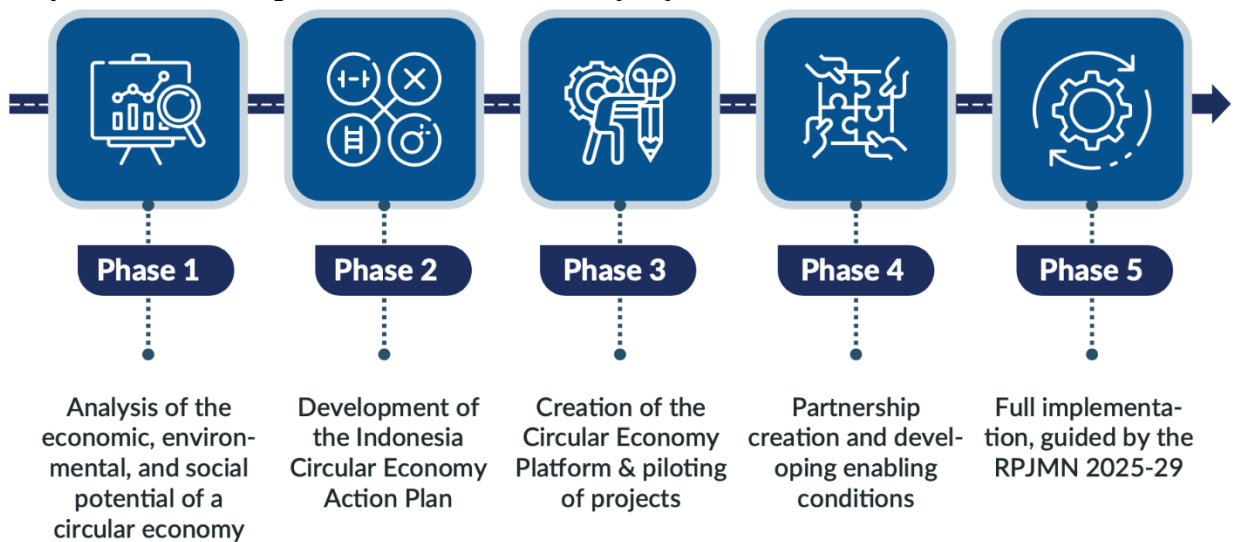 Phase 1
Phase 2
Phase 3
Phase 4
Phase 5
Analysis of the
economic, environ-
mental, and social
potential of a
circular economy
Development of
the Indonesia
Circular Economy
Action Plan
Creation of the
Circular Economy
Platform & piloting
of projects
Partnership
creation and devel-
oping enabling
conditions
Full implementa-
tion, guided by the
RPJMN 2025-29